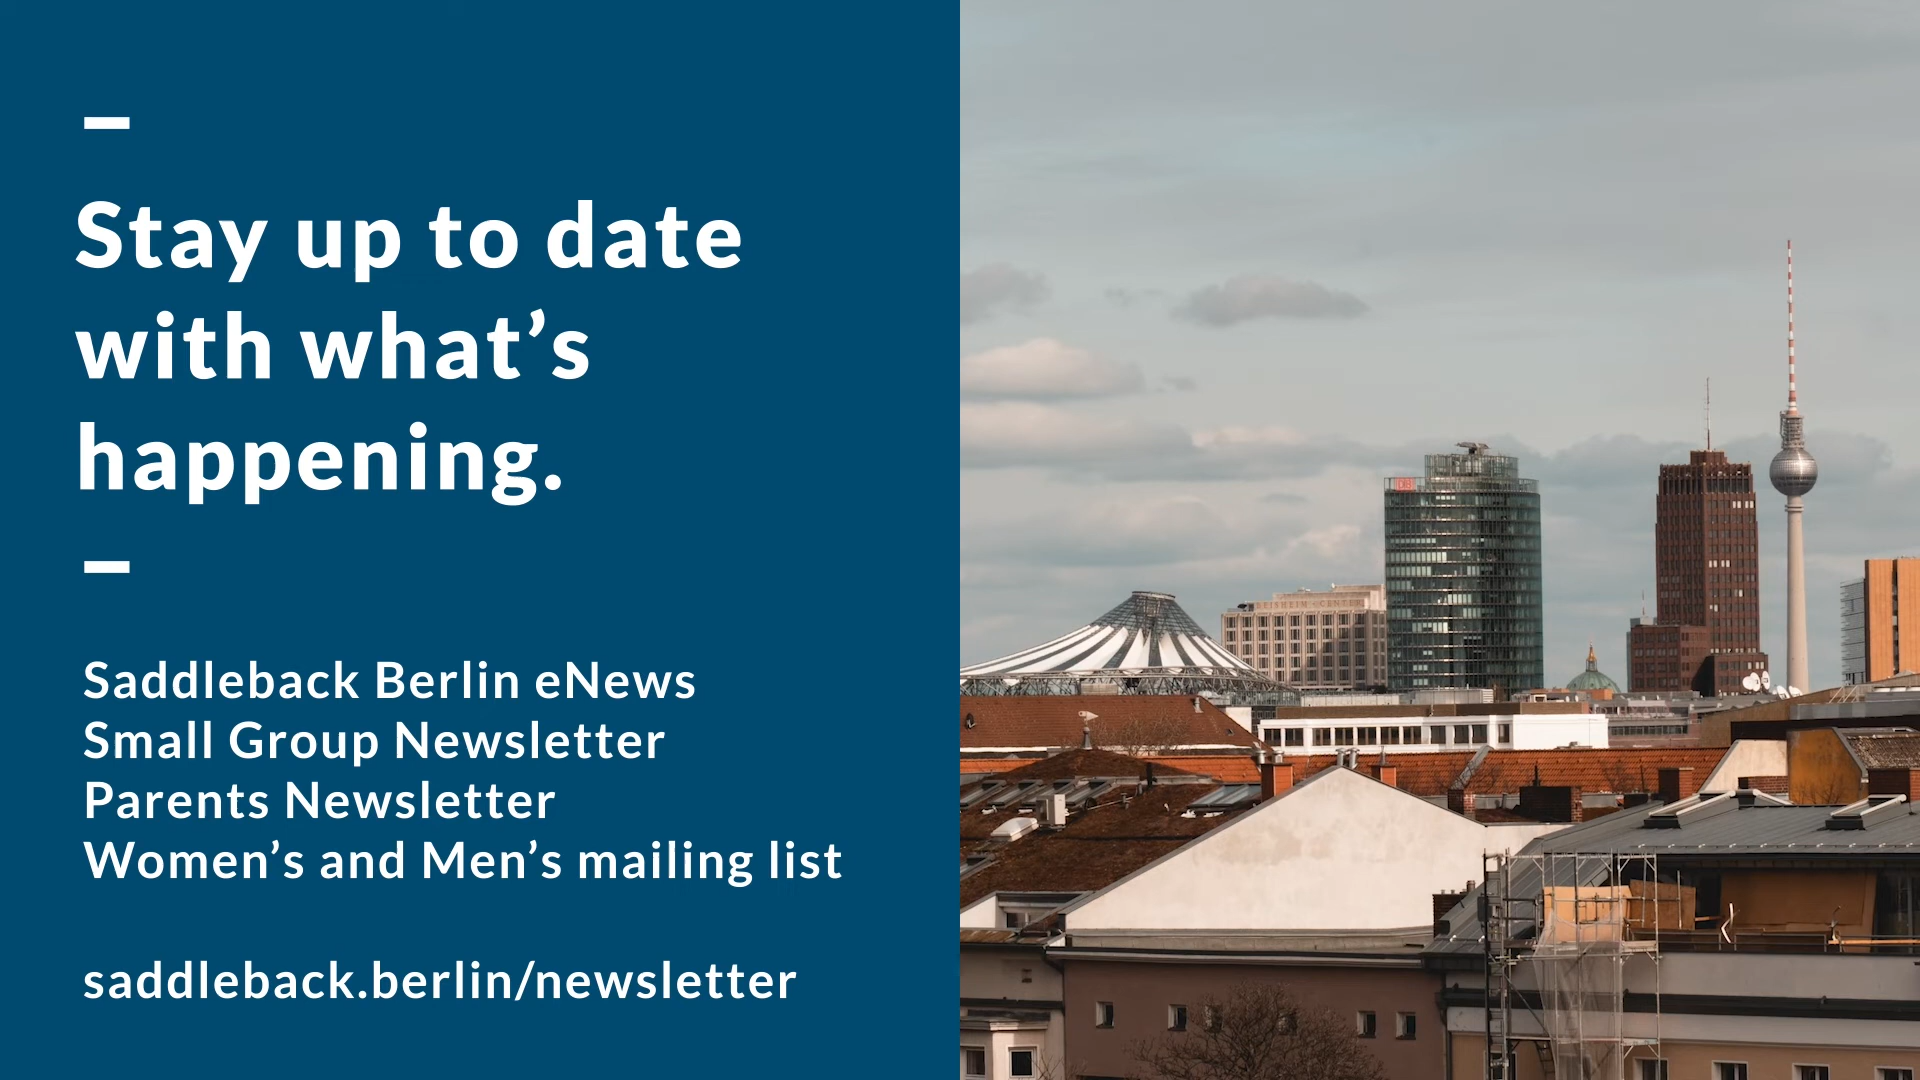 Stay up to date
with what’s
happening.
Saddleback Berlin eNews
Small Group Newsletter
Parents Newsletter
Women’s and Men’s mailing list
saddleback.berlin/newsletter
DB